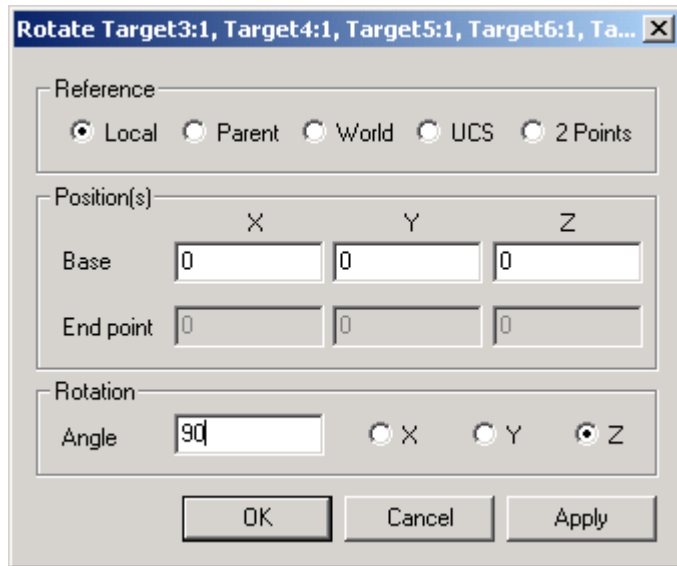 Rotate Target3:1, Target4:1, Target5:1, Target6:1, Ta...
Reference
Local Parent World UCS 2 Points
Position(s)
X Y Z
Base 0 0 0
End point 0 0 0
Rotation
Angle 90 X Y Z
OK Cancel Apply